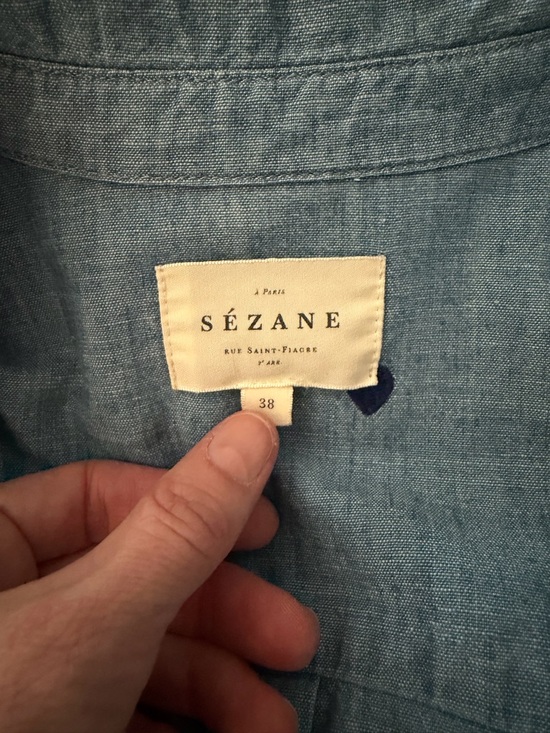 à Paris
SÉZANE
RUE SAINT-FIACRE
2e ARR.
38